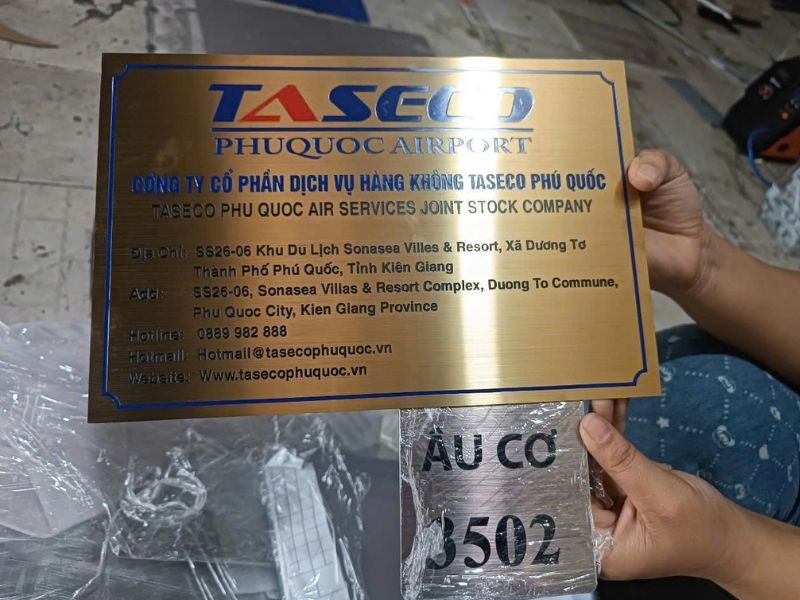 TASECO
PHUQUOC AIRPORT
CÔNG TY CỔ PHẦN DỊCH VỤ HÀNG KHÔNG TASECO PHÚ QUỐC
TASECO PHU QUOC AIR SERVICES JOINT STOCK COMPANY
Địa Chỉ: SS26-06 Khu Du Lịch Sonasea Villes & Resort, Xã Dương Tơ
Thành Phố Phú Quốc, Tỉnh Kiên Giang
Add: SS26-06, Sonasea Villas & Resort Complex, Duong To Commune,
Phu Quoc City, Kien Giang Province
Hotline: 0889 982 888
Hotmail: Hotmail@tasecophuquoc.vn
Website: Www.tasecophuquoc.vn
ÂU CƠ
3502